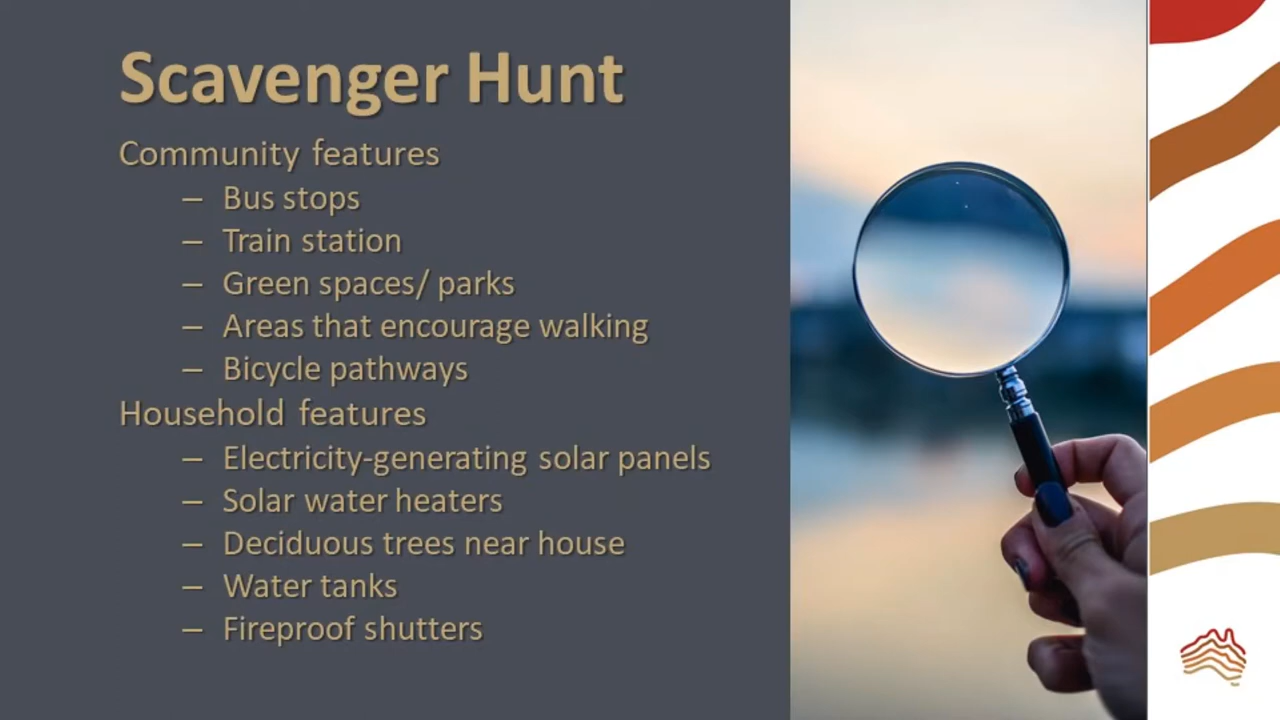 Scavenger Hunt
Community features
– Bus stops
– Train station
– Green spaces/ parks
– Areas that encourage walking
– Bicycle pathways
Household features
– Electricity-generating solar panels
– Solar water heaters
– Deciduous trees near house
– Water tanks
– Fireproof shutters